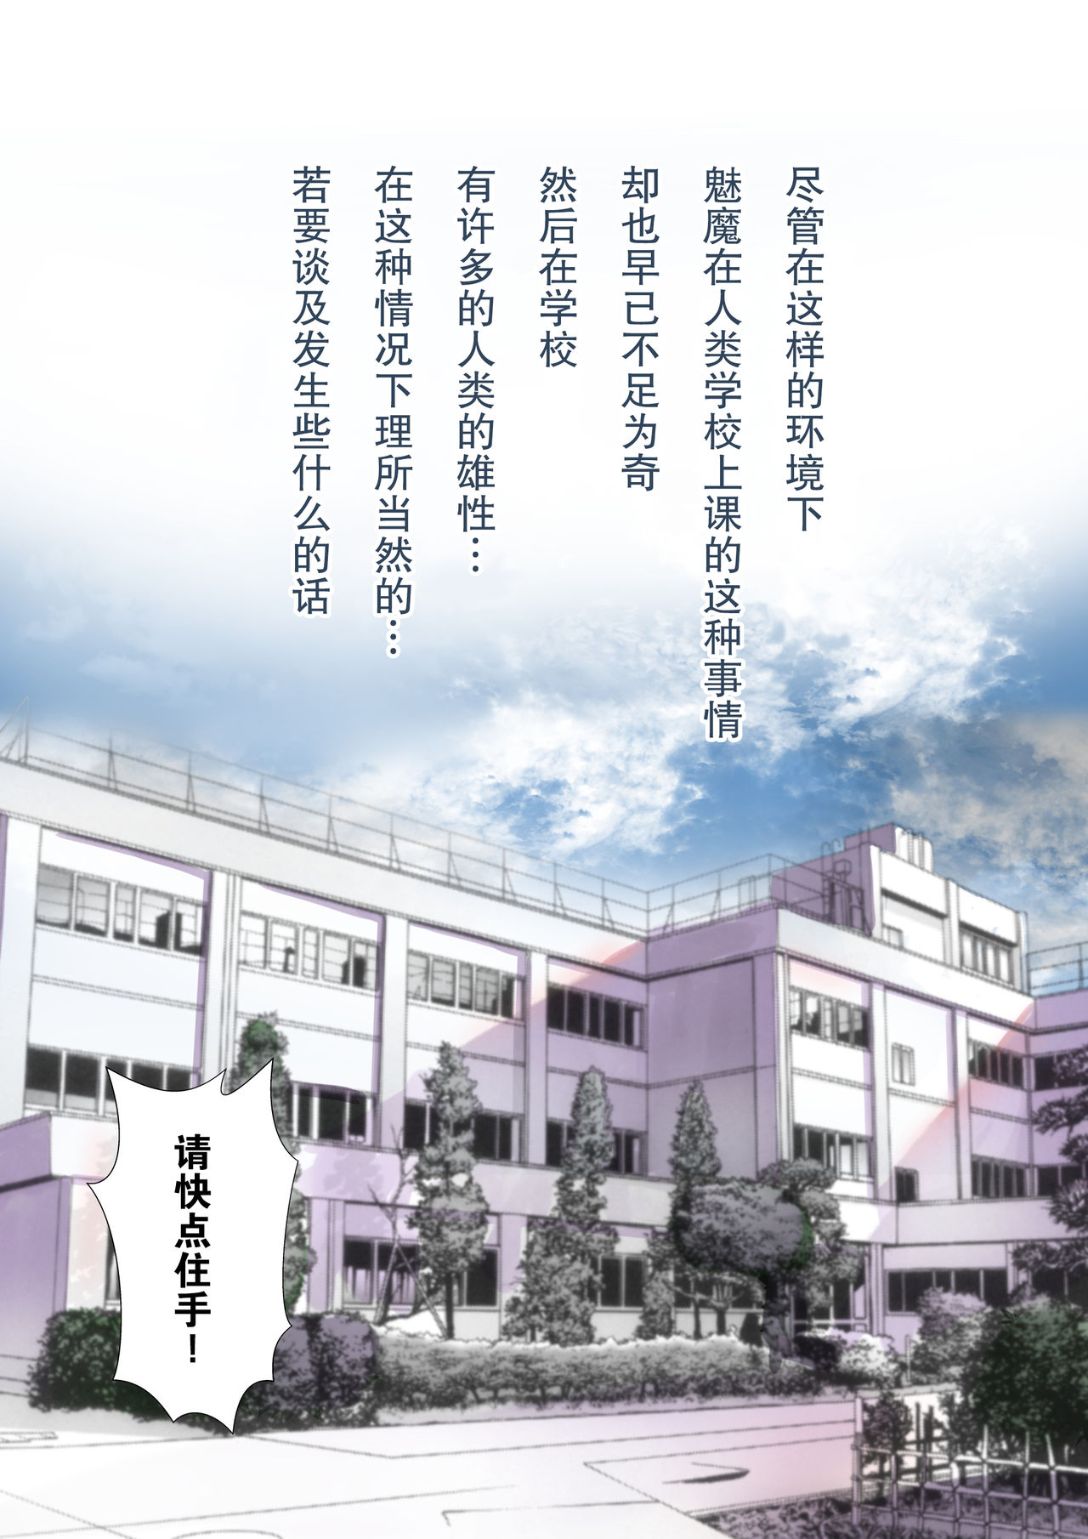 尽管在这样的环境下
魅魔在人类学校上课的这种事情
却也早已不足为奇
然后在学校
有许多的人类的雄性…
在这种情况下理所当然的…
若要谈及发生些什么的话
请快点住手！